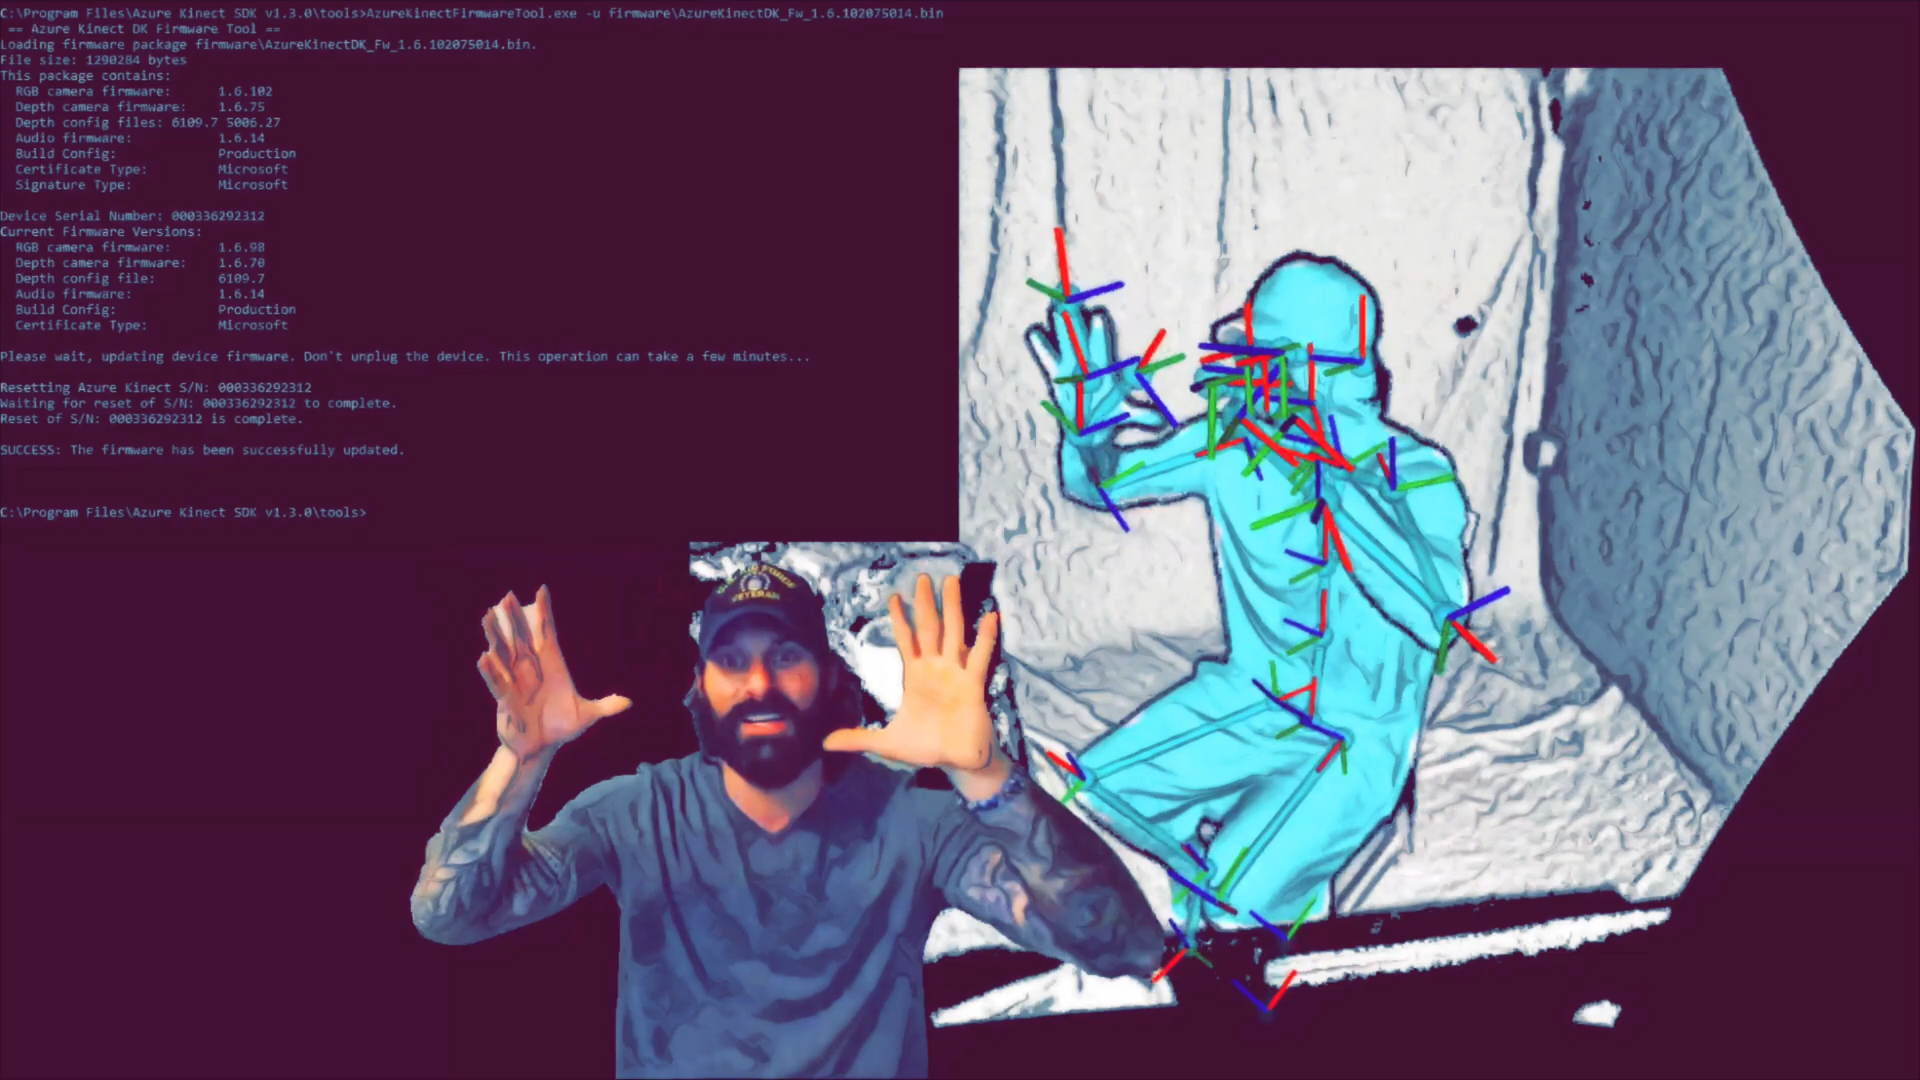 C:\Program Files\Azure Kinect SDK v1.3.0\tools>AzureKinectFirmwareTool.exe -u firmware\AzureKinectDK_Fw_1.6.102075014.bin
== Azure Kinect DK Firmware Tool ==
Loading firmware package firmware\AzureKinectDK_Fw_1.6.102075014.bin.
File size: 1290284 bytes
This package contains:
RGB camera firmware: 1.6.102
Depth camera firmware: 1.6.75
Depth config files: 6109.7 5006.27
Audio firmware: 1.6.14
Build Config: Production
Certificate Type: Microsoft
Signature Type: Microsoft
Device Serial Number: 000336292312
Current Firmware Versions:
RGB camera firmware: 1.6.98
Depth camera firmware: 1.6.70
Depth config file: 6109.7
Audio firmware: 1.6.14
Build Config: Production
Certificate Type: Microsoft
Please wait, updating device firmware. Don't unplug the device. This operation can take a few minutes...
Resetting Azure Kinect S/N: 000336292312
Waiting for reset of S/N: 000336292312 to complete.
Reset of S/N: 000336292312 is complete.
SUCCESS: The firmware has been successfully updated.
C:\Program Files\Azure Kinect SDK v1.3.0\tools>
AIR FORCE
VETERAN